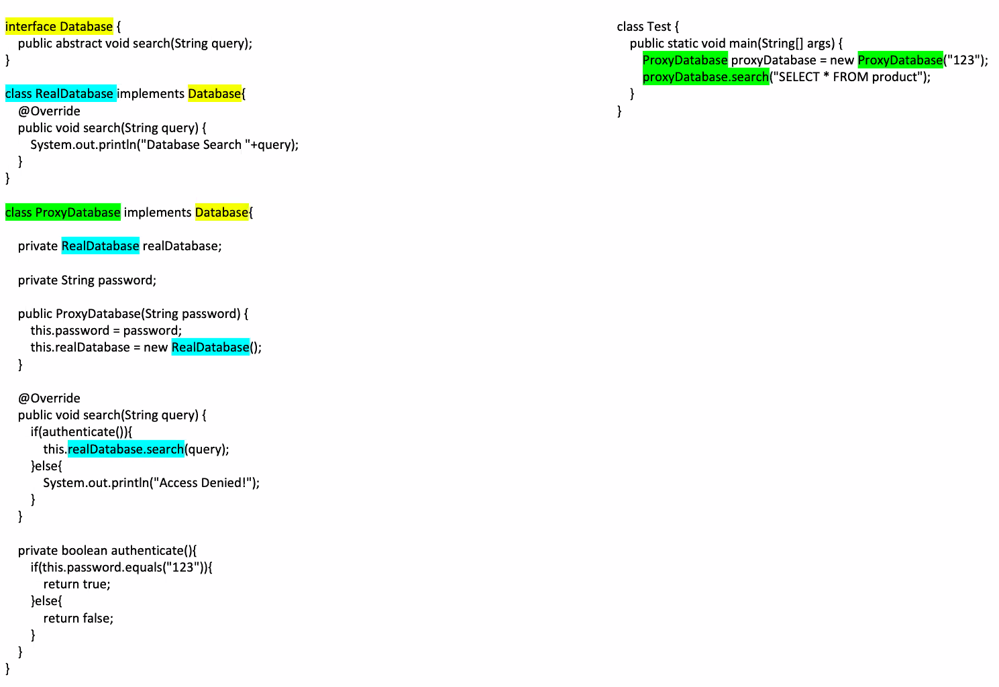 interface Database {
public abstract void search(String query);
}
class RealDatabase implements Database{
@Override
public void search(String query) {
System.out.println("Database Search "+query);
}
}
class ProxyDatabase implements Database{
private RealDatabase realDatabase;
private String password;
public ProxyDatabase(String password) {
this.password = password;
this.realDatabase = new RealDatabase();
}
@Override
public void search(String query) {
if(authenticate()){
this.realDatabase.search(query);
}else{
System.out.println("Access Denied!");
}
}
private boolean authenticate(){
if(this.password.equals("123")){
return true;
}else{
return false;
}
}
}
class Test {
public static void main(String[] args) {
ProxyDatabase proxyDatabase = new ProxyDatabase("123");
proxyDatabase.search("SELECT * FROM product");
}
}